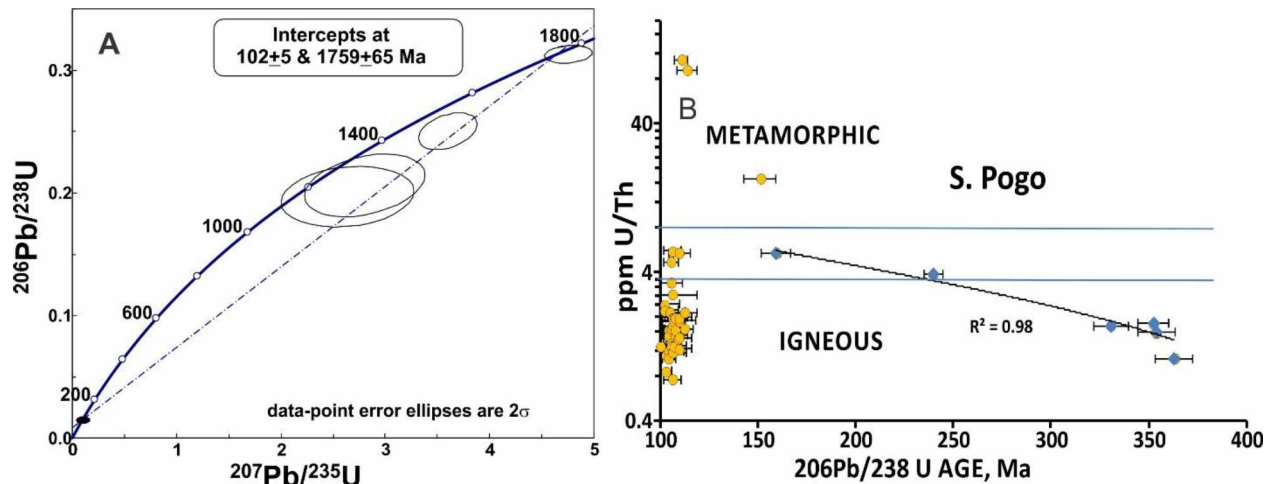 A
Intercepts at
102±5 & 1759±65 Ma
1800
1400
1000
600
200
0.3
0.2
0.1
0.0
0
1
2
3
4
5
data-point error ellipses are 2σ
206Pb/238U
207Pb/235U
B
METAMORPHIC
S. Pogo
IGNEOUS
R² = 0.98
40
4
0.4
ppm U/Th
100
150
200
250
300
350
400
206Pb/238 U AGE, Ma